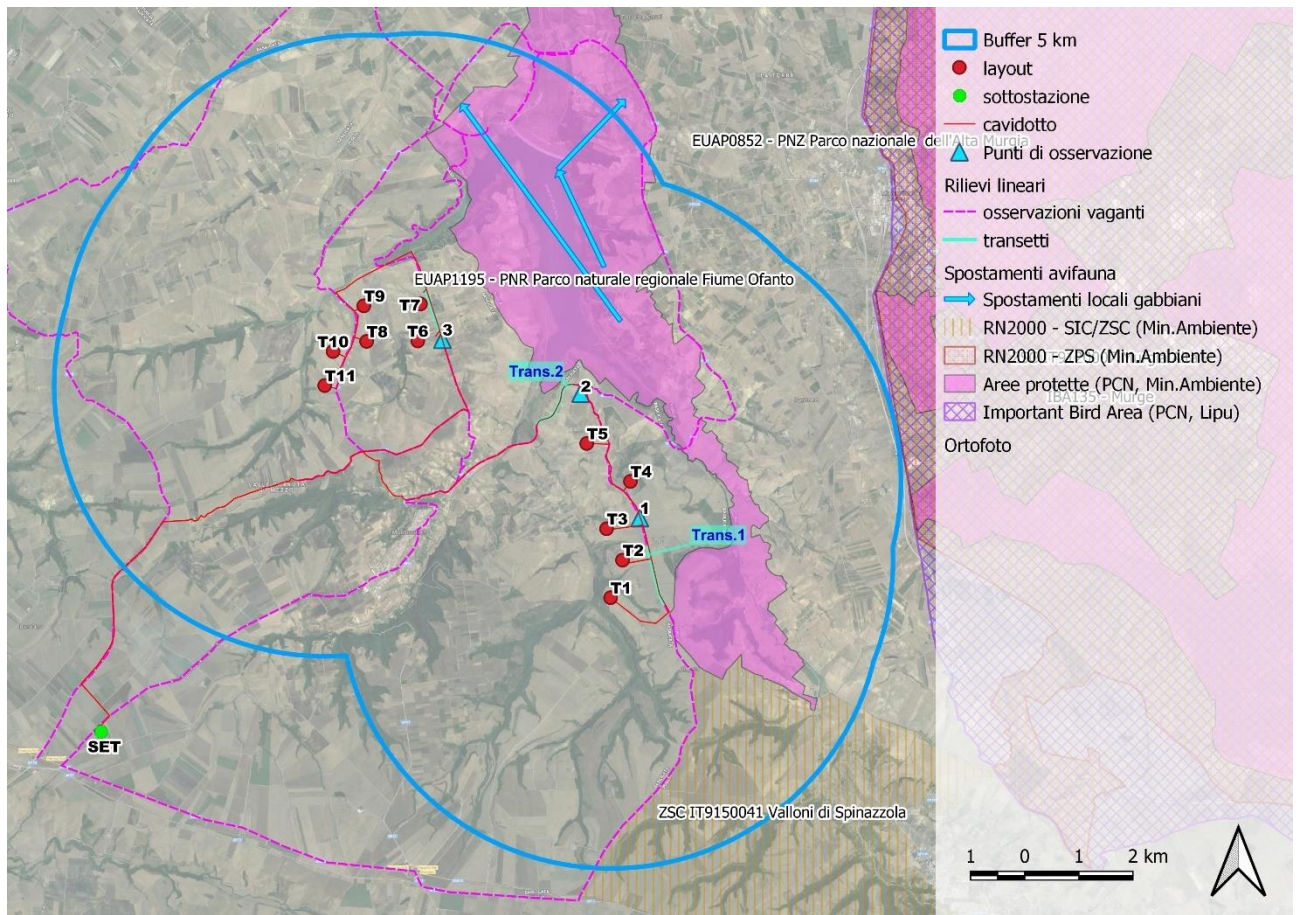 EUAP0852 - PNZ Parco nazionale dell'Alta Murgia
EUAP1195 - PNR Parco naturale regionale Fiume Ofanto
T9
T7
T10
T8
T6
3
T11
Trans.2
2
T5
T4
1
T3
Trans.1
T2
T1
SET
ZSC IT9150041 Valloni di Spinazzola
Buffer 5 km
layout
sottostazione
cavidotto
Punti di osservazione
Rilievi lineari
osservazioni vaganti
transetti
Spostamenti avifauna
Spostamenti locali gabbiani
RN2000 - SIC/ZSC (Min.Ambiente)
RN2000 - ZPS (Min.Ambiente)
Aree protette (PCN, Min.Ambiente)
IBA135 - Murge
Important Bird Area (PCN, Lipu)
Ortofoto
1 0 1 2 km